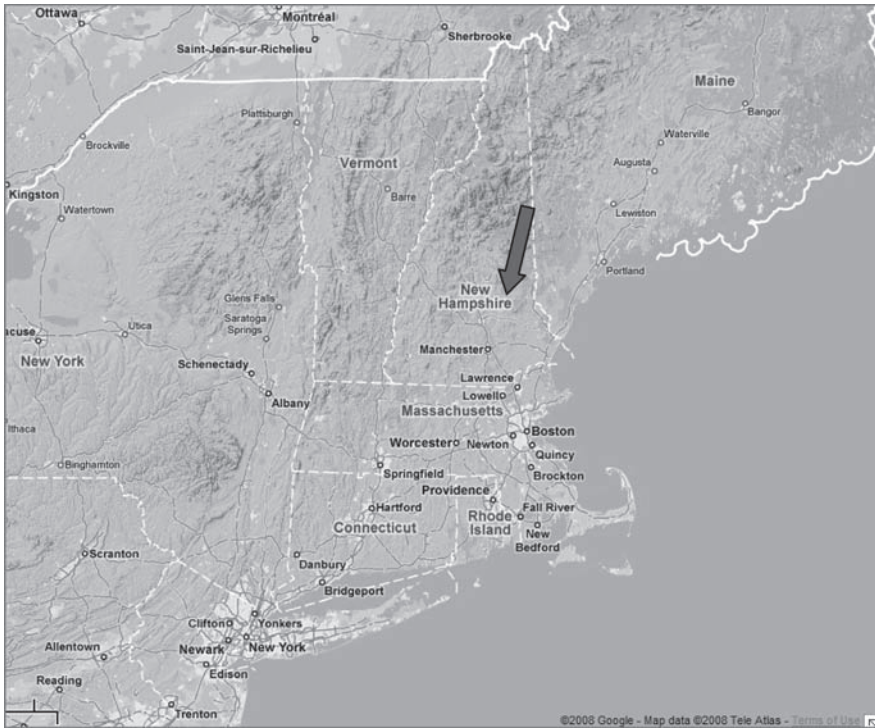 Ottawa
Montréal
Sherbrooke
Saint-Jean-sur-Richelieu
Maine
Plattsburgh
Bangor
Brockville
Waterville
Vermont
Augusta
Kingston
Barre
Lewiston
Watertown
Portland
New
Hampshire
Glens Falls
Saratoga
Springs
Utica
acuse
New York
Manchester
Schenectady
Lawrence
Lowell
Albany
Massachusetts
Ithaca
Boston
Worcester
Newton
Quincy
Binghamton
Springfield
Brockton
Providence
Hartford
Fall River
Rhode
Island
Connecticut
New
Bedford
Scranton
Danbury
Bridgeport
Clifton
Yonkers
Allentown
Newark
New York
Edison
Reading
Trenton
©2008 Google - Map data ©2008 Tele Atlas - Terms of Use